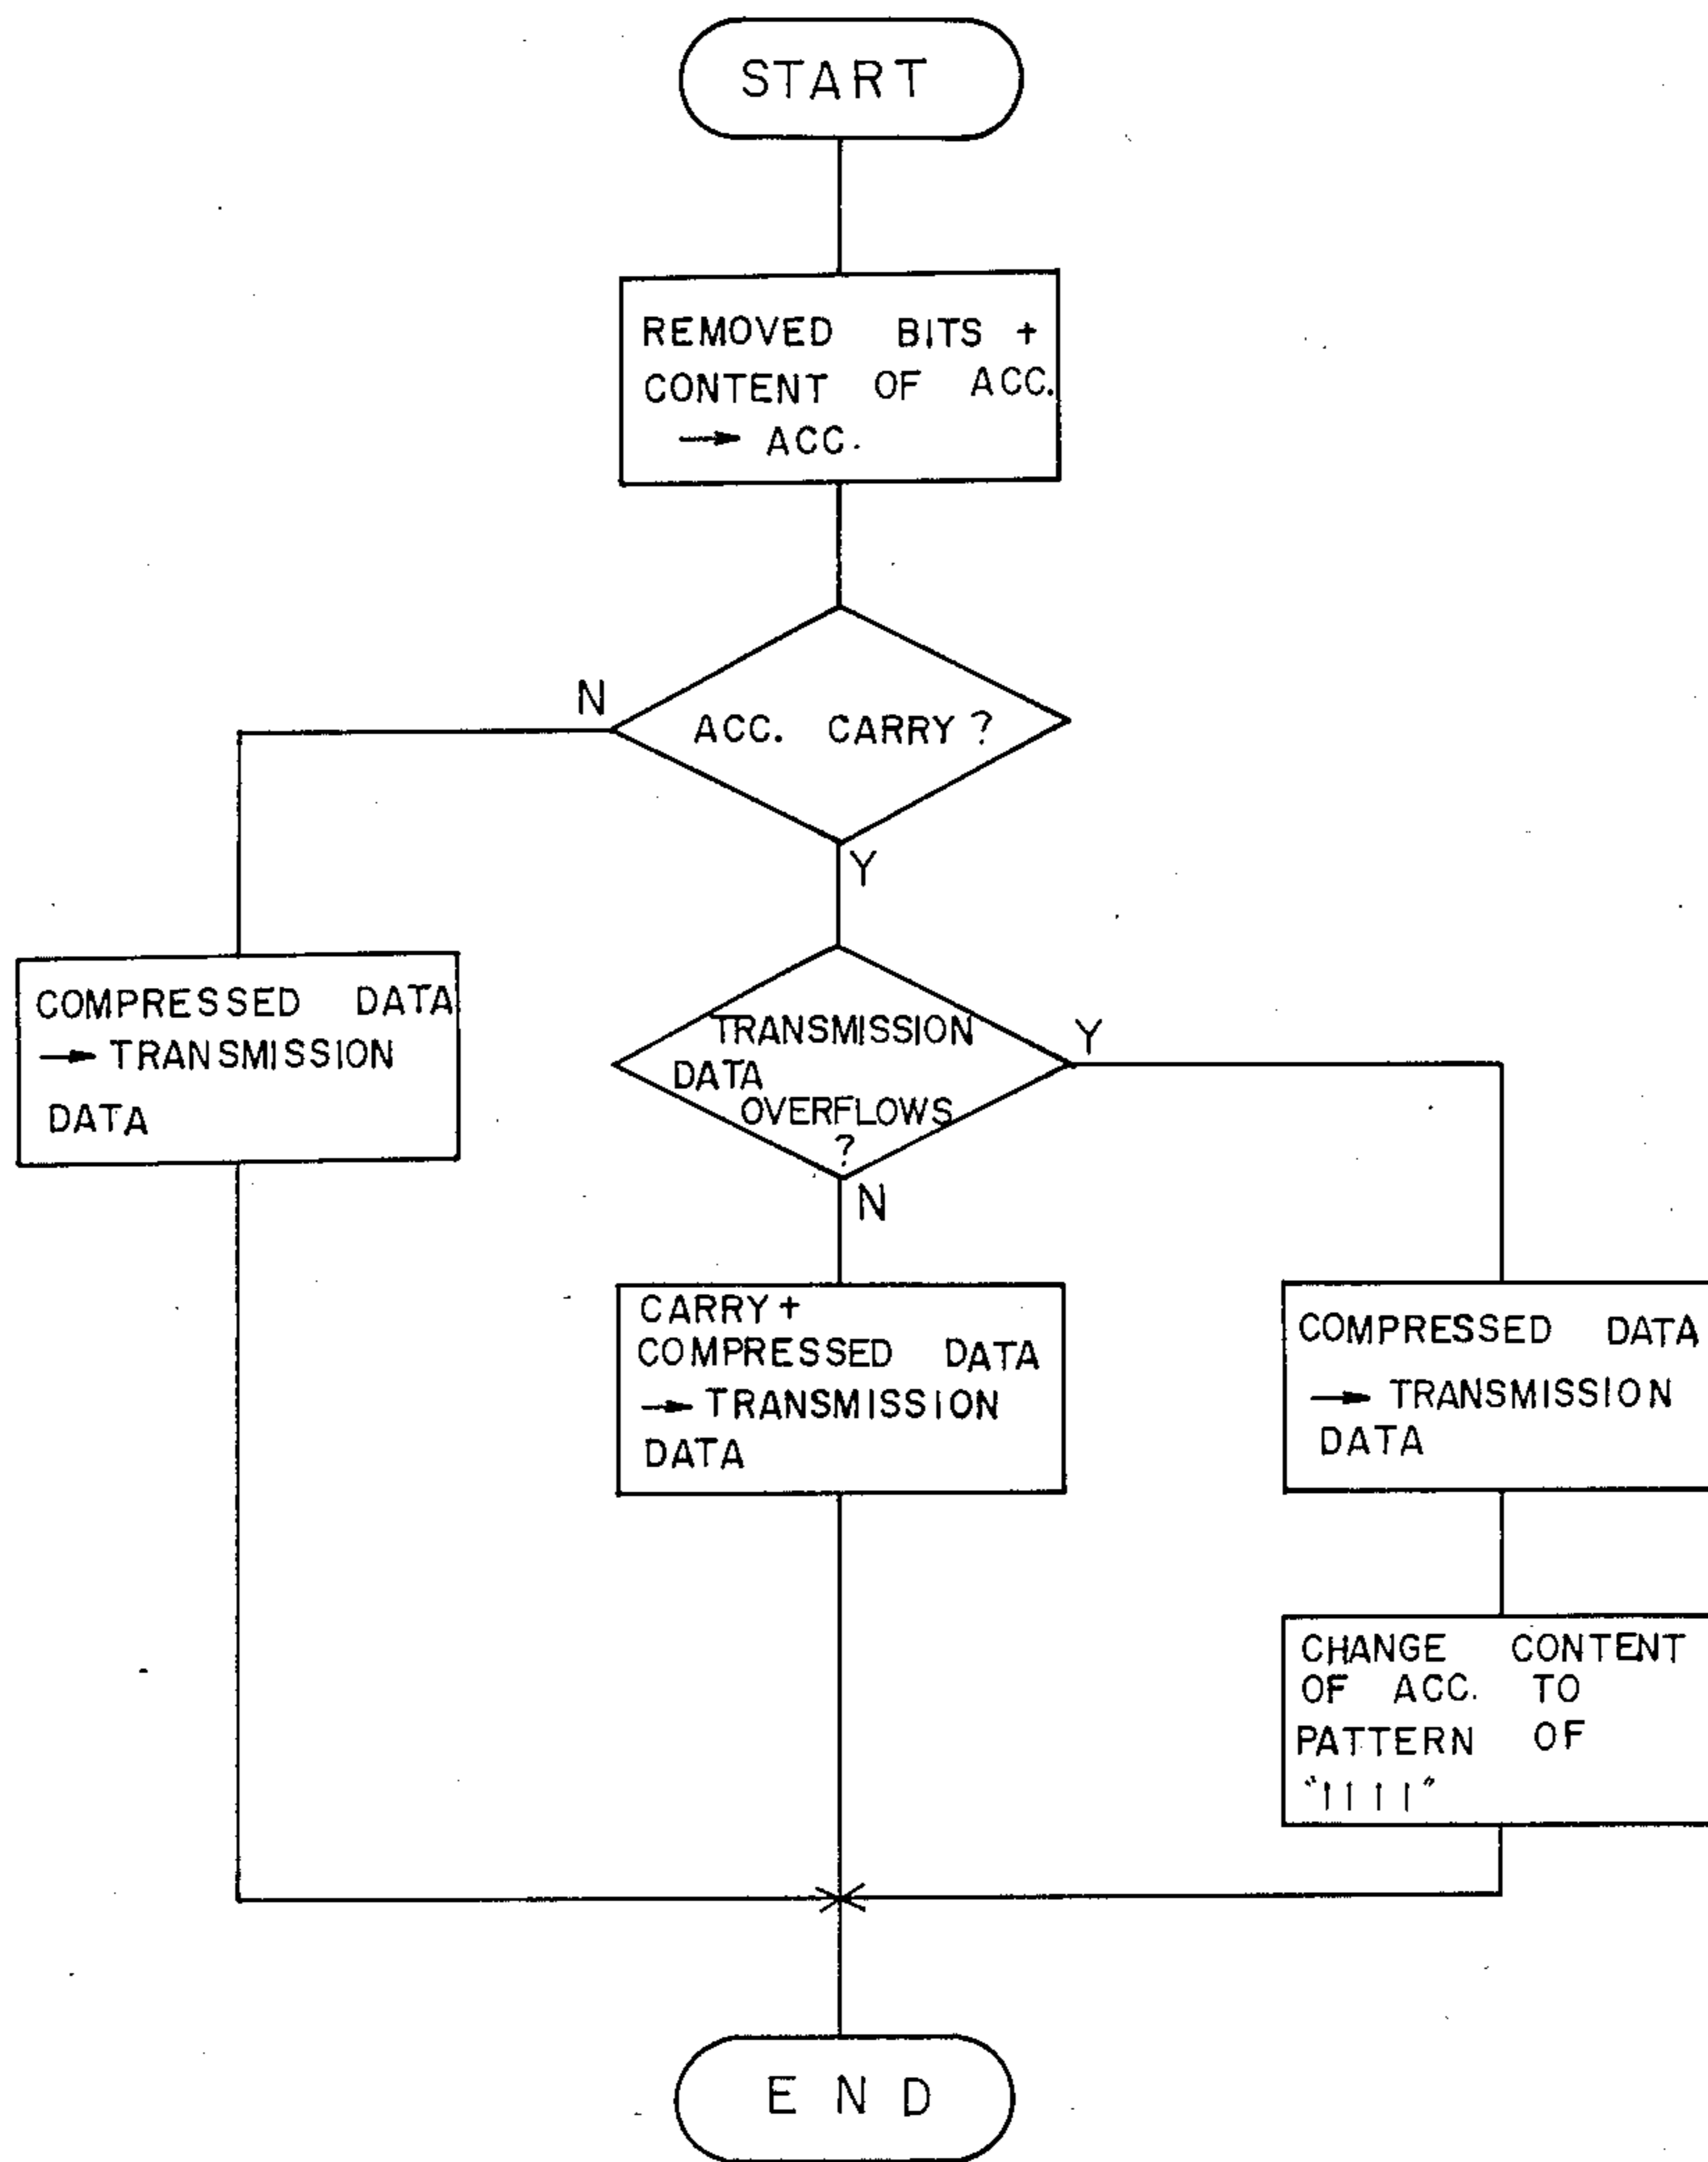 START
REMOVED BITS +
CONTENT OF ACC.
→ ACC.
N
ACC. CARRY ?
Y
COMPRESSED DATA
→ TRANSMISSION
DATA
TRANSMISSION
DATA
OVERFLOWS
?
Y
N
CARRY +
COMPRESSED DATA
→ TRANSMISSION
DATA
COMPRESSED DATA
→ TRANSMISSION
DATA
CHANGE CONTENT
OF ACC. TO
PATTERN OF
"1111"
END